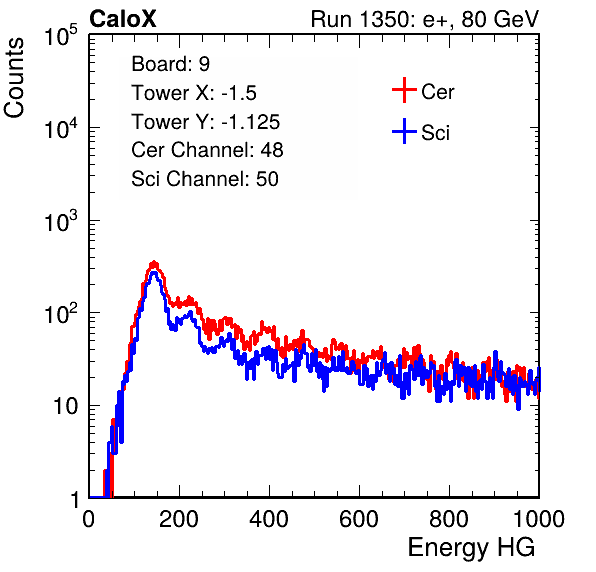 CaloX Run 1350: e+, 80 GeV
Counts
Board: 9
Tower X: -1.5
Tower Y: -1.125
Cer Channel: 48
Sci Channel: 50
Cer
Sci
10^5
10^4
10^3
10^2
10
1
0 200 400 600 800 1000
Energy HG